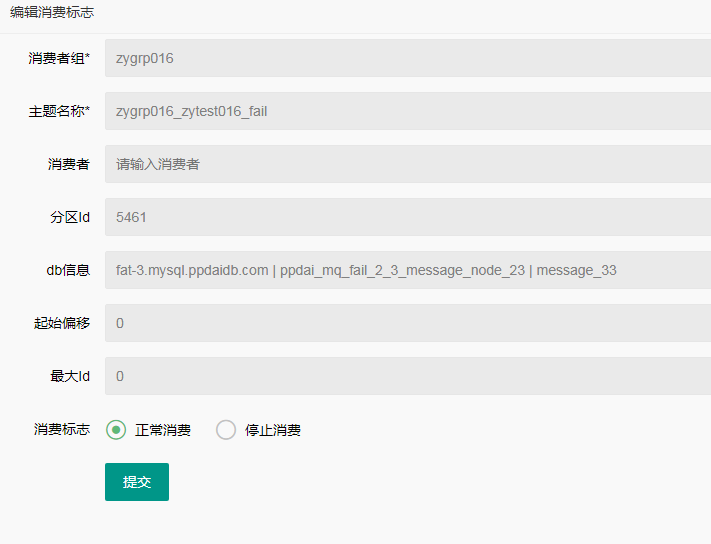 编辑消费标志
消费者组* zygrp016
主题名称* zygrp016_zytest016_fail
消费者 请输入消费者
分区Id 5461
db信息 fat-3.mysql.ppdaidb.com | ppdai_mq_fail_2_3_message_node_23 | message_33
起始偏移 0
最大Id 0
消费标志 正常消费 停止消费
提交